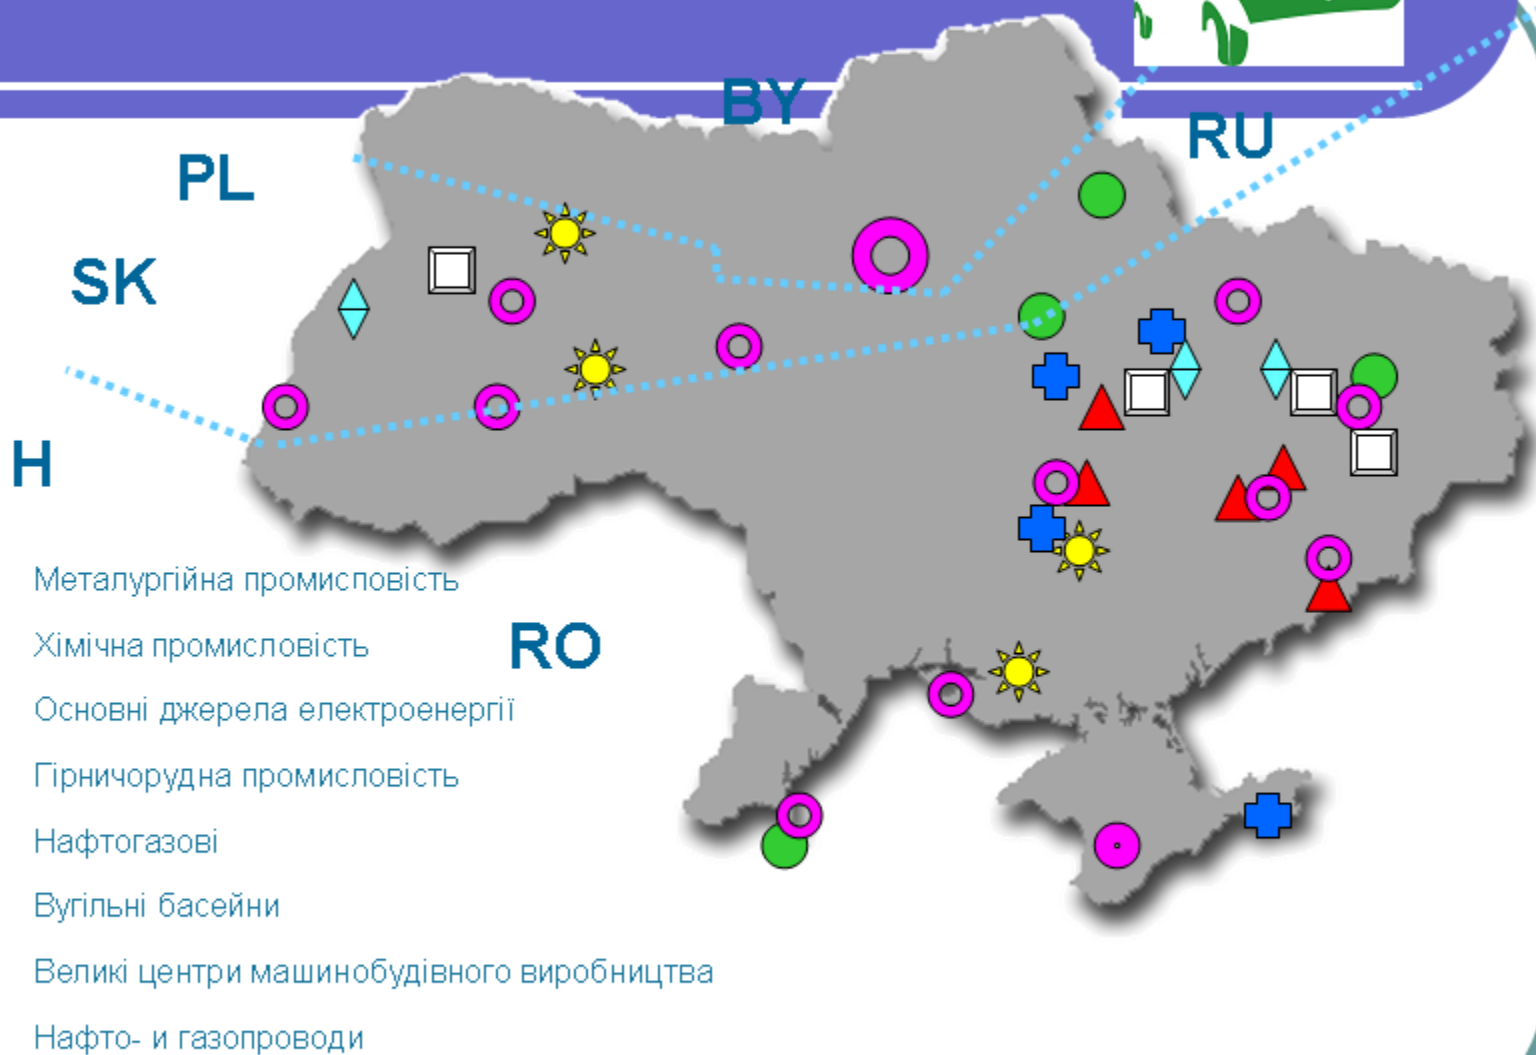 BY
RU
PL
SK
H
Металургійна промисловість
Хімічна промисловість
RO
Основні джерела електроенергії
Гірничорудна промисловість
Нафтогазові
Вугільні басейни
Великі центри машинобудівного виробництва
Нафто- и газопроводи